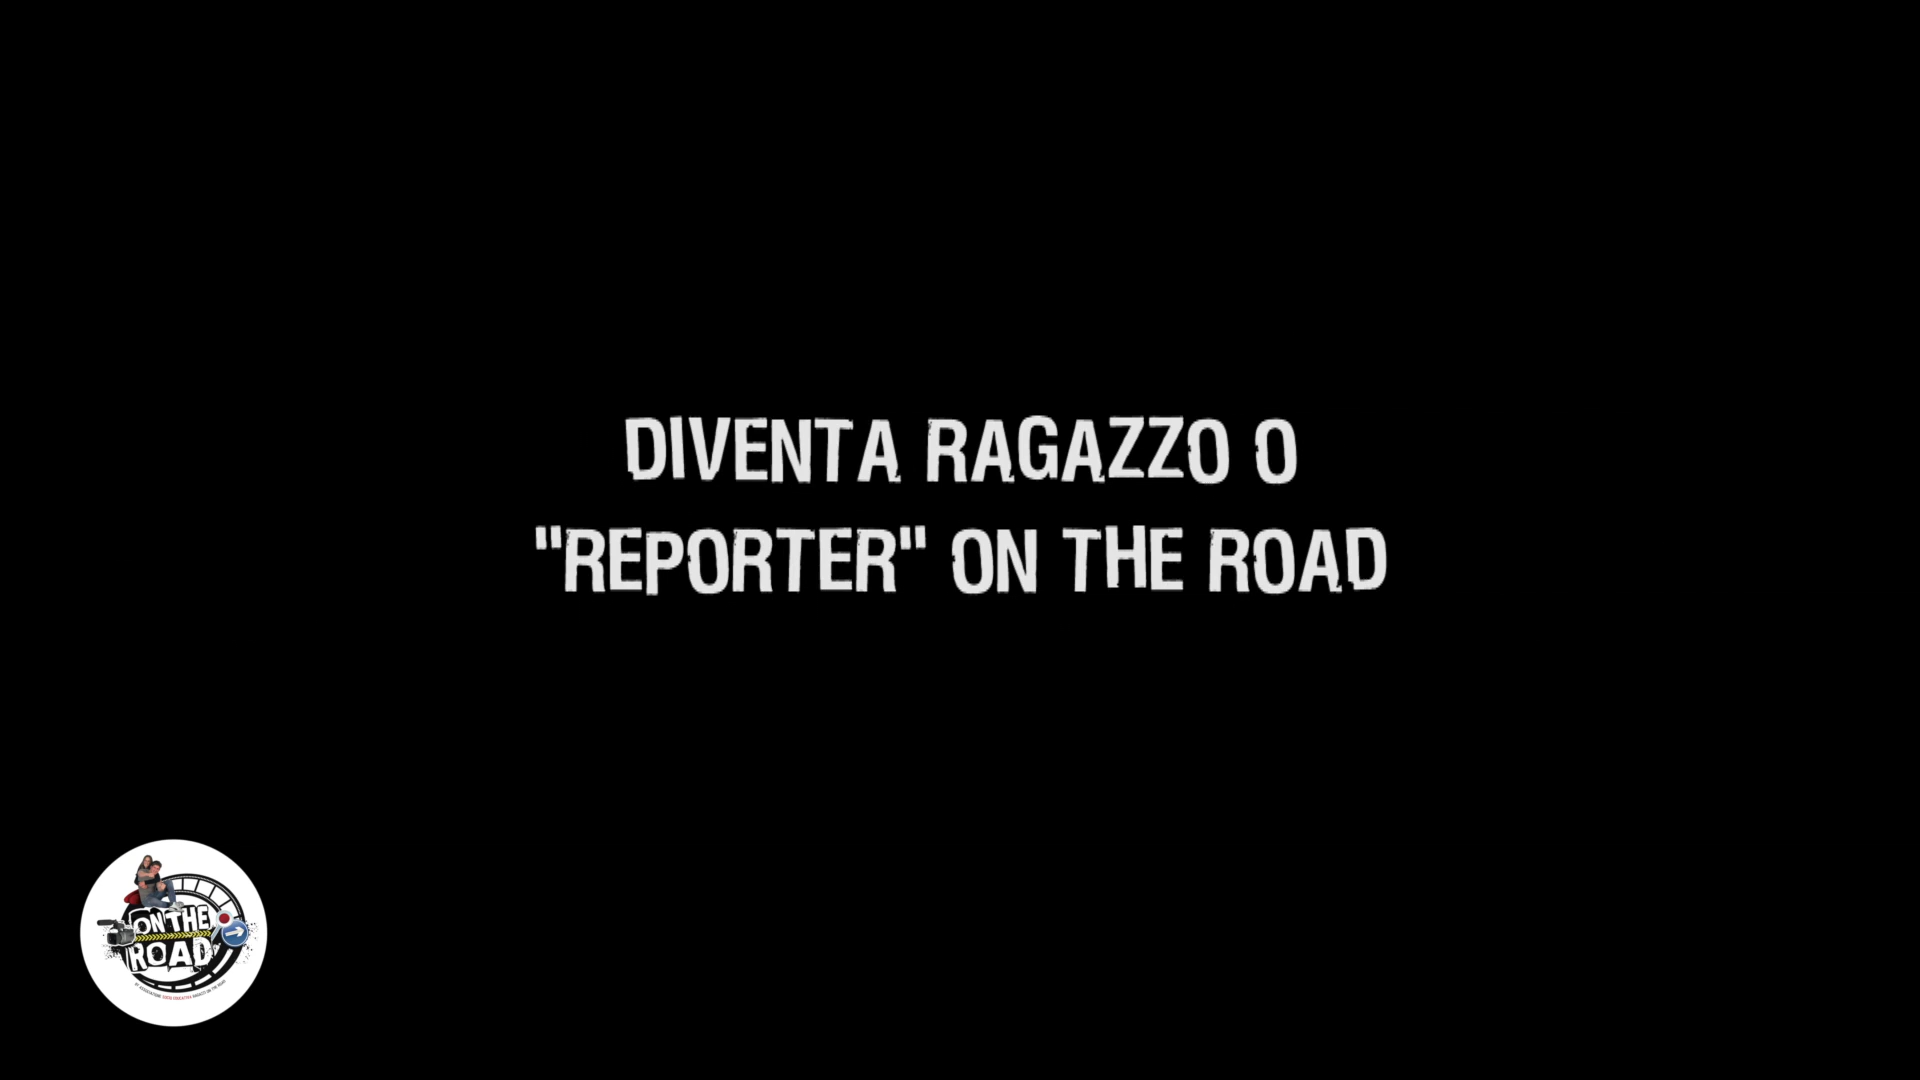 DIVENTA RAGAZZO O
"REPORTER" ON THE ROAD
ON THE
ROAD